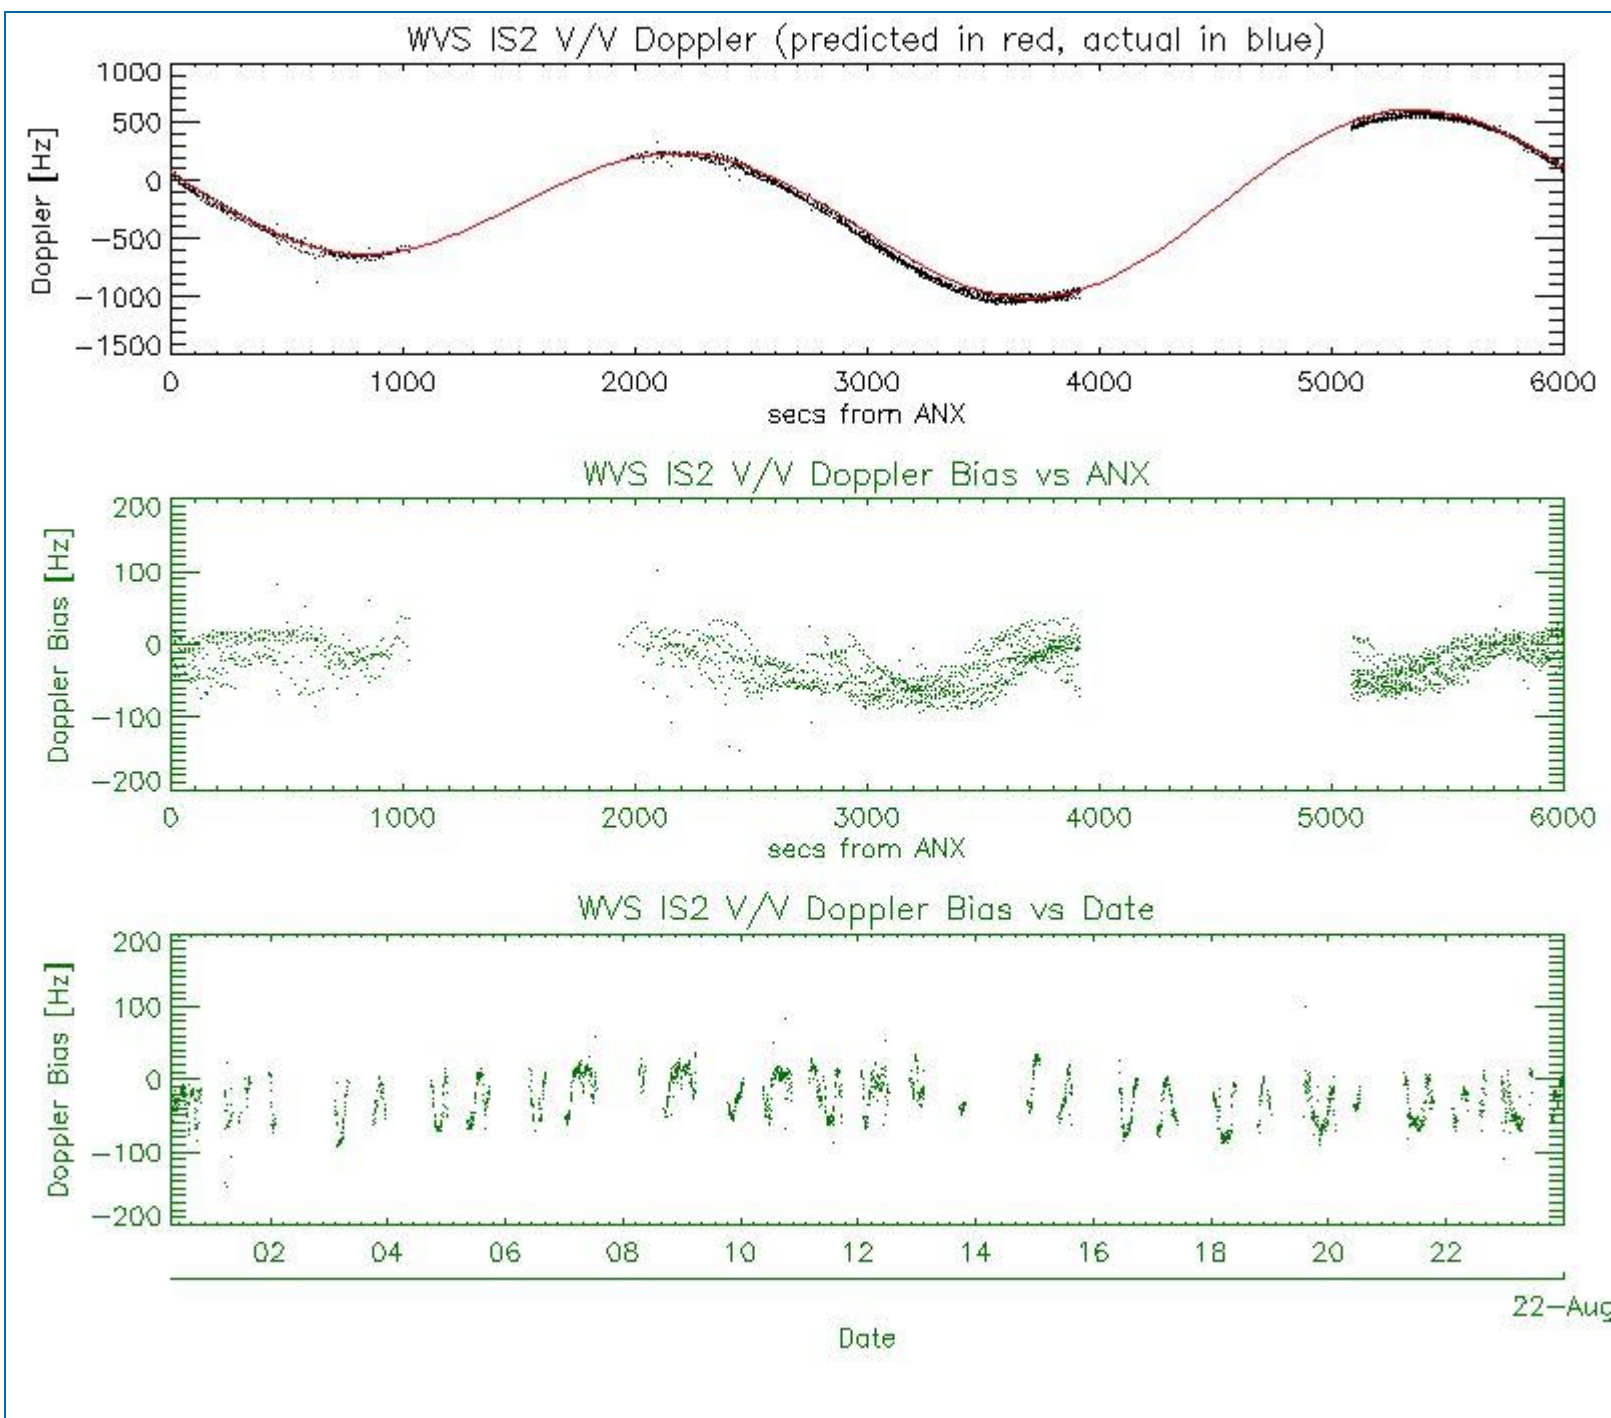 WVS IS2 V/V Doppler (predicted in red, actual in blue)
1000
500
0
-500
-1000
-1500
Doppler [Hz]
0 1000 2000 3000 4000 5000 6000
secs from ANX
WVS IS2 V/V Doppler Bias vs ANX
200
100
0
-100
-200
Doppler Bias [Hz]
0 1000 2000 3000 4000 5000 6000
secs from ANX
WVS IS2 V/V Doppler Bias vs Date
200
100
0
-100
-200
Doppler Bias [Hz]
02 04 06 08 10 12 14 16 18 20 22
22-Aug
Date